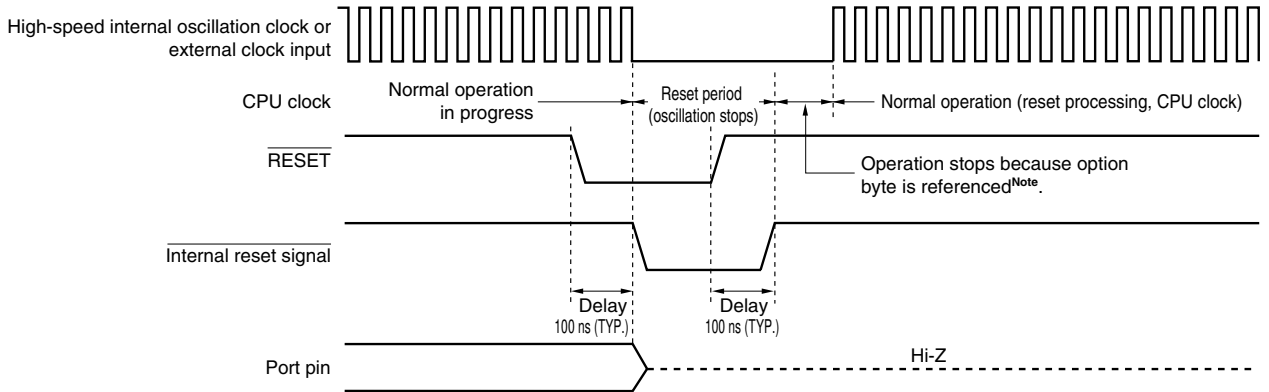 High-speed internal oscillation clock or
external clock input
CPU clock
Normal operation
in progress
Reset period
(oscillation stops)
Normal operation (reset processing, CPU clock)
RESET
Operation stops because option
byte is referencedNote.
Internal reset signal
Delay
100 ns (TYP.)
Delay
100 ns (TYP.)
Port pin
Hi-Z